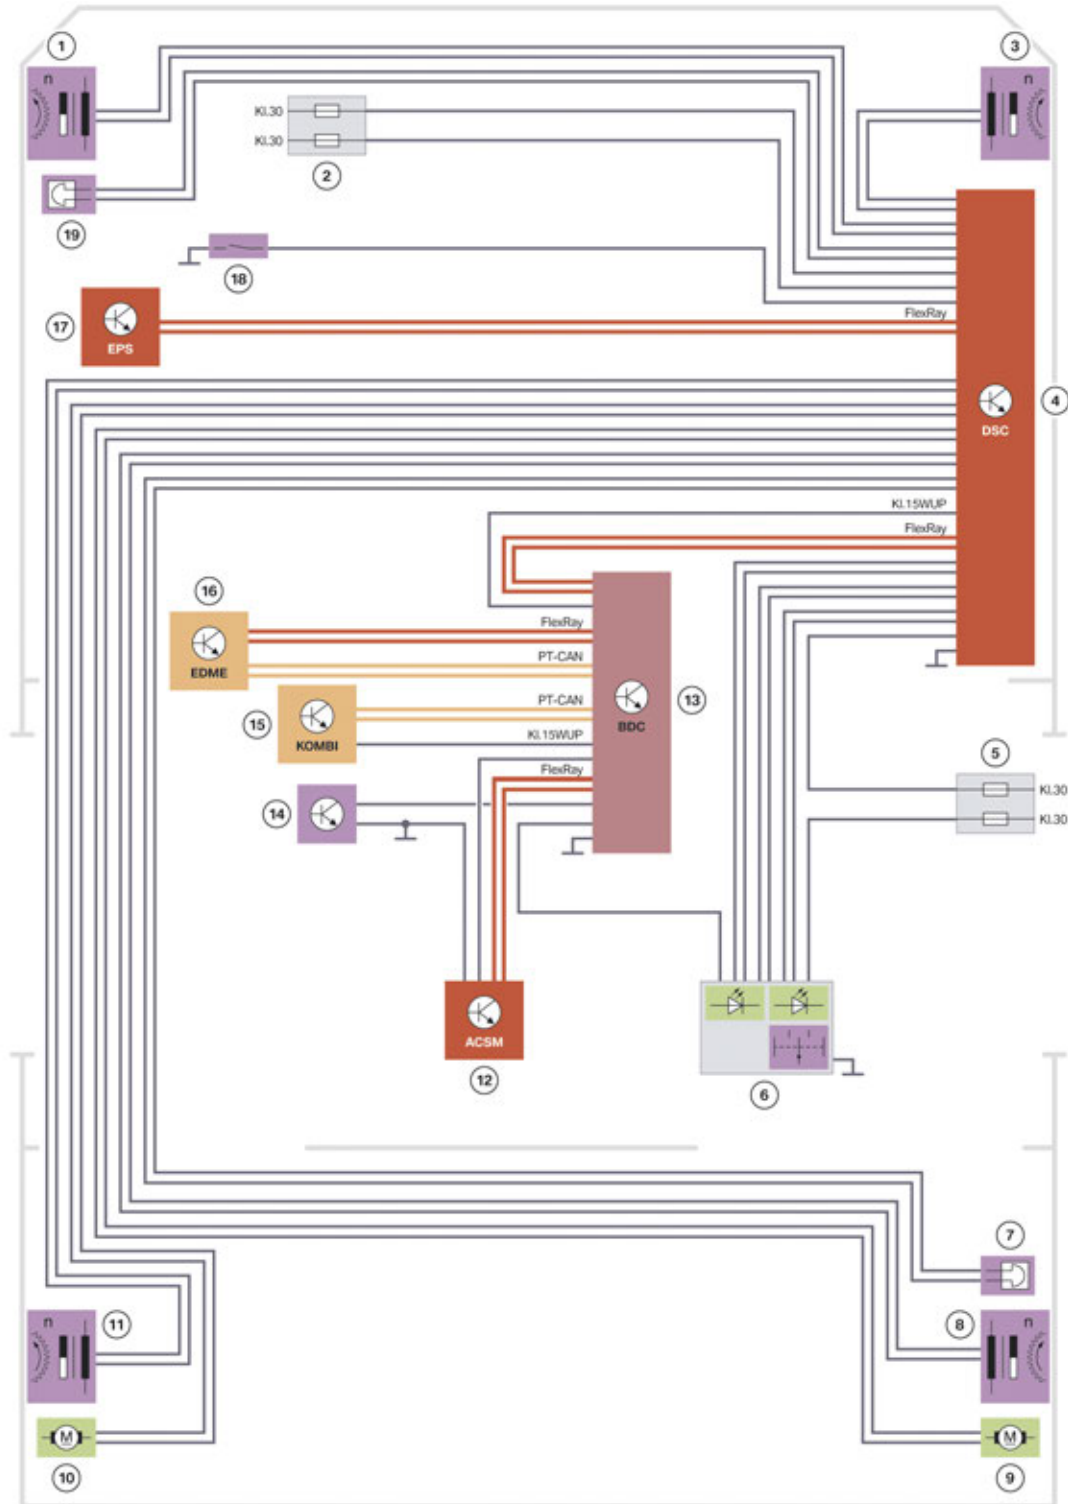 1
3
n
n
Kl.30
Kl.30
2
19
18
FlexRay
17
EPS
4
DSC
Kl.15WUP
FlexRay
16
FlexRay
EDME
PT-CAN
PT-CAN
13
15
BDC
KOMBI
Kl.15WUP
5
FlexRay
Kl.30
14
Kl.30
ACSM
12
6
7
11
n
8
n
M
M
10
9